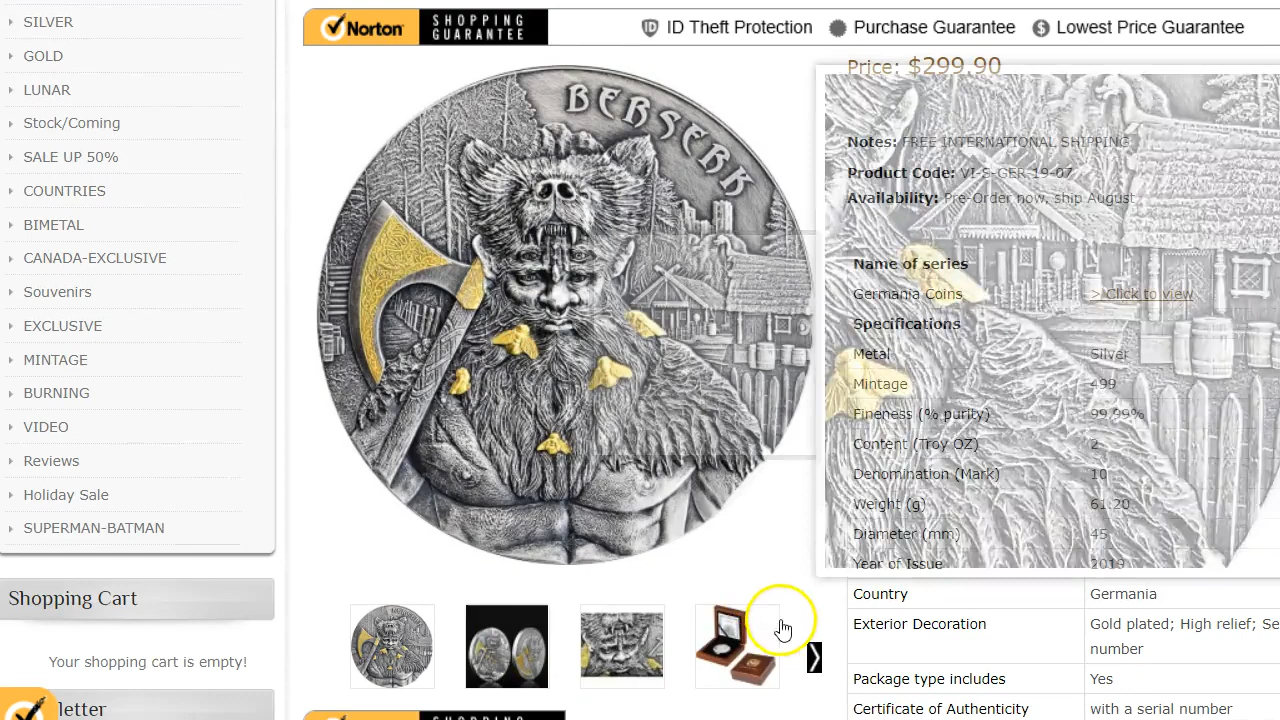 SILVER
GOLD
LUNAR
Stock/Coming
SALE UP 50%
COUNTRIES
BIMETAL
CANADA-EXCLUSIVE
Souvenirs
EXCLUSIVE
MINTAGE
BURNING
VIDEO
Reviews
Holiday Sale
SUPERMAN-BATMAN
Shopping Cart
Your shopping cart is empty!
letter
Norton SHOPPING GUARANTEE
ID Theft Protection Purchase Guarantee Lowest Price Guarantee
BERSERK
Price: $299.90
Notes: FREE INTERNATIONAL SHIPPING
Product Code: VI-S-GER-19-07
Availability: Pre-Order now, ship August
Name of series
Germania Coins > Click to view
Specifications
Metal Silver
Mintage 499
Fineness (% purity) 99,99%
Content (Troy OZ) 2
Denomination (Mark) 10
Weight (g) 61.20
Diameter (mm) 45
Year of Issue 2019
Country Germania
Exterior Decoration Gold plated; High relief; Se
number
Package type includes Yes
Certificate of Authenticity with a serial number